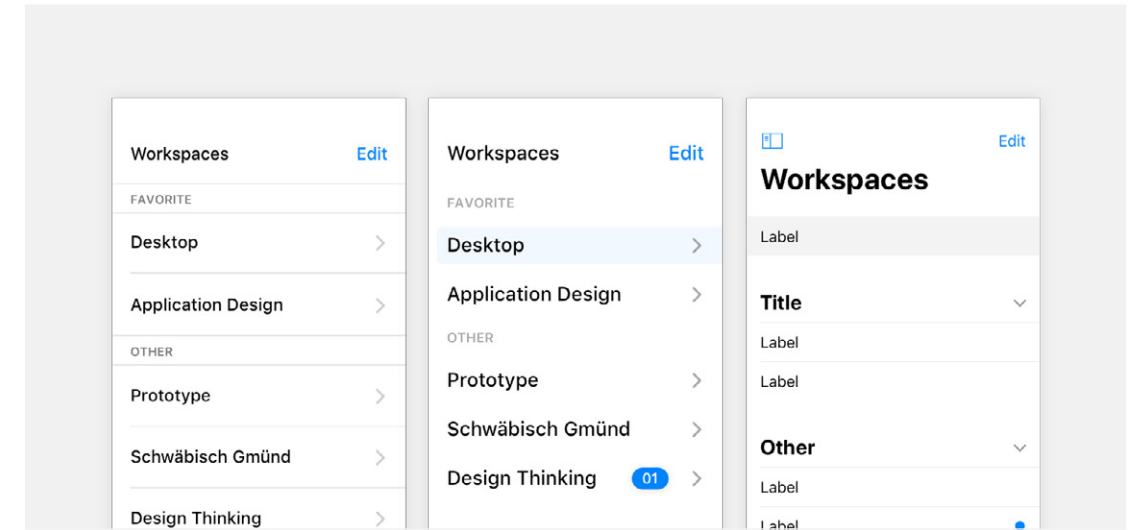 Workspaces Edit
FAVORITE
Desktop
Application Design
OTHER
Prototype
Schwäbisch Gmünd
Design Thinking
Workspaces Edit
FAVORITE
Desktop
Application Design
OTHER
Prototype
Schwäbisch Gmünd
Design Thinking 01
Edit
Workspaces
Label
Title
Label
Label
Other
Label
Label